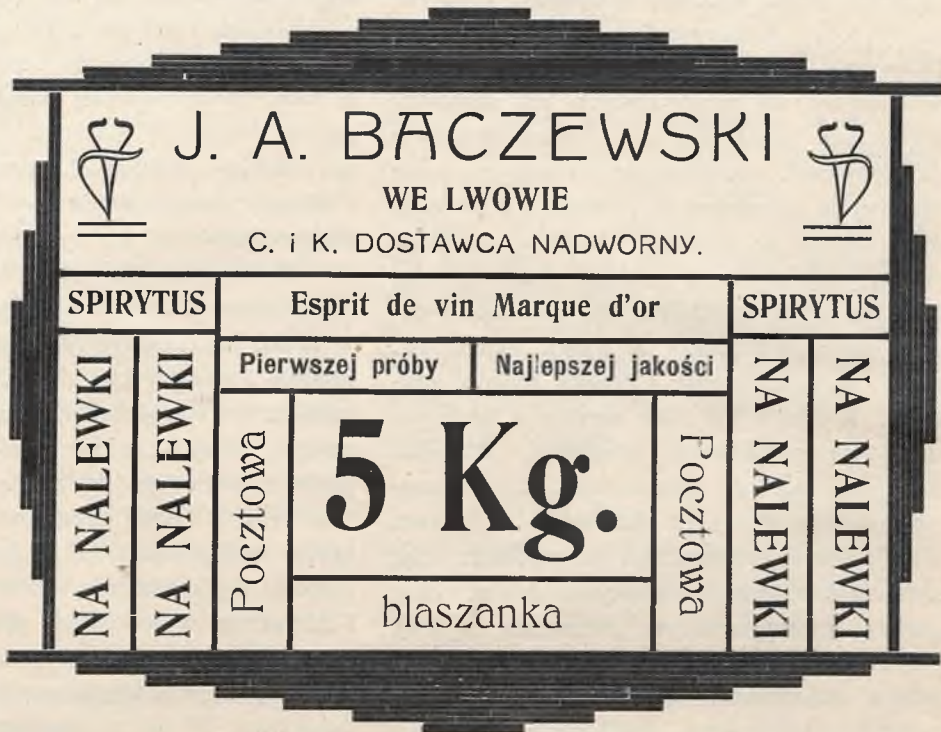 J. A. BACZEWSKI
WE LWOWIE
C. i K. DOSTAWCA NADWORNY.
SPIRYTUS
Esprit de vin Marque d'or
SPIRYTUS
Pierwszej próby
Najlepszej jakości
NA NALEWKI
NA NALEWKI
Pocztowa
5 Kg.
blaszanka
Pocztowa
NA NALEWKI
NA NALEWKI